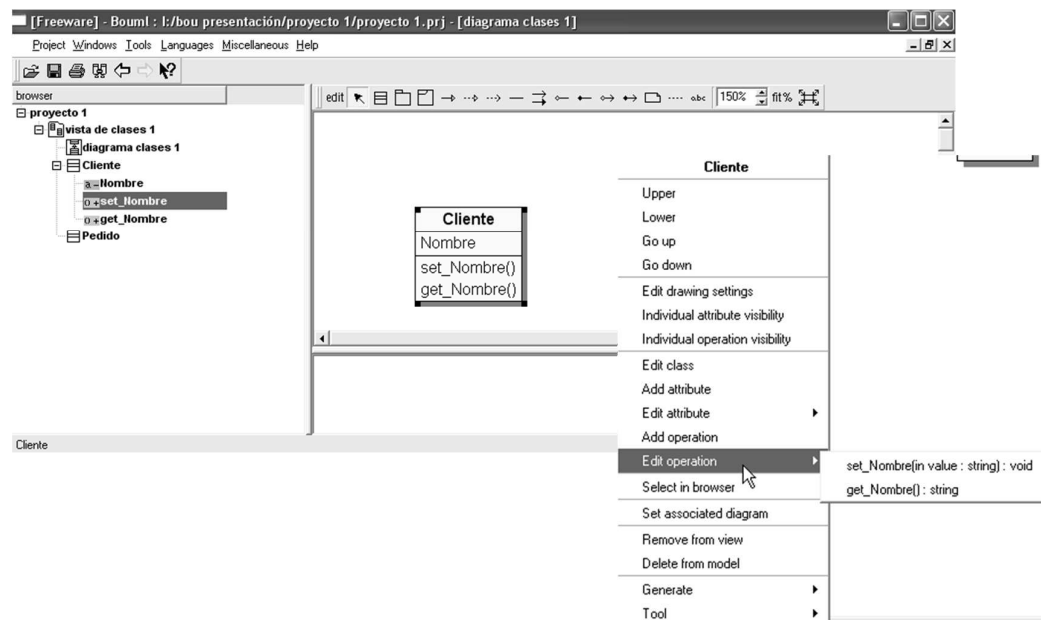 [Freeware] - Bouml : I:/bou presentación/proyecto 1/proyecto 1.prj - [diagrama clases 1]
Project Windows Tools Languages Miscellaneous Help
browser
edit
abc
150%
fit%
proyecto 1
vista de clases 1
diagrama clases 1
Cliente
Nombre
set_Nombre
get_Nombre
Pedido
Cliente
Nombre
set_Nombre()
get_Nombre()
Cliente
Cliente
Upper
Lower
Go up
Go down
Edit drawing settings
Individual attribute visibility
Individual operation visibility
Edit class
Add attribute
Edit attribute
Add operation
Edit operation
set_Nombre(in value : string) : void
get_Nombre() : string
Select in browser
Set associated diagram
Remove from view
Delete from model
Generate
Tool